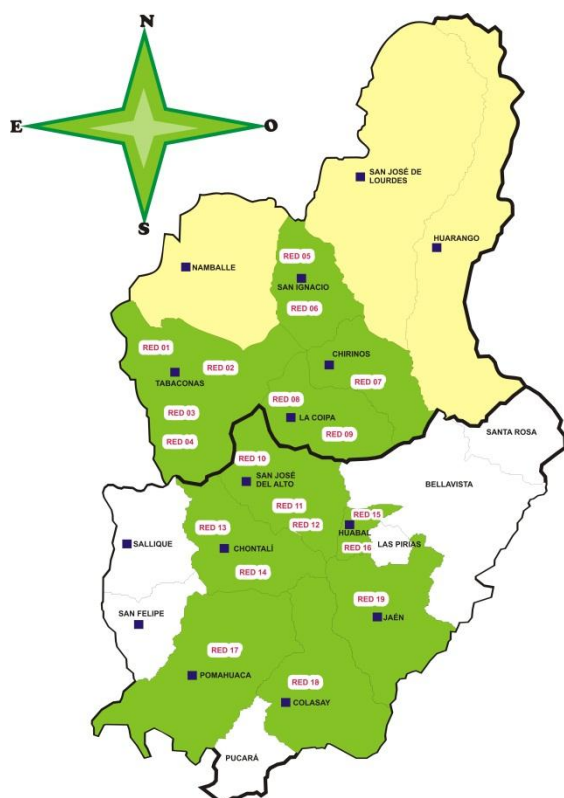 N
E
O
S
SAN JOSÉ DE
LOURDES
HUARANGO
NAMBALLE
RED 05
SAN IGNACIO
RED 06
RED 01
RED 02
TABACONAS
CHIRINOS
RED 07
RED 03
RED 08
LA COIPA
RED 04
RED 09
SANTA ROSA
RED 10
SAN JOSÉ
DEL ALTO
BELLAVISTA
RED 11
RED 12
RED 15
HUABAL
RED 13
LAS PIRIAS
SALLIQUE
CHONTALÍ
RED 16
RED 14
RED 19
SAN FELIPE
JAÉN
RED 17
POMAHUACA
RED 18
COLASAY
PUCARÁ